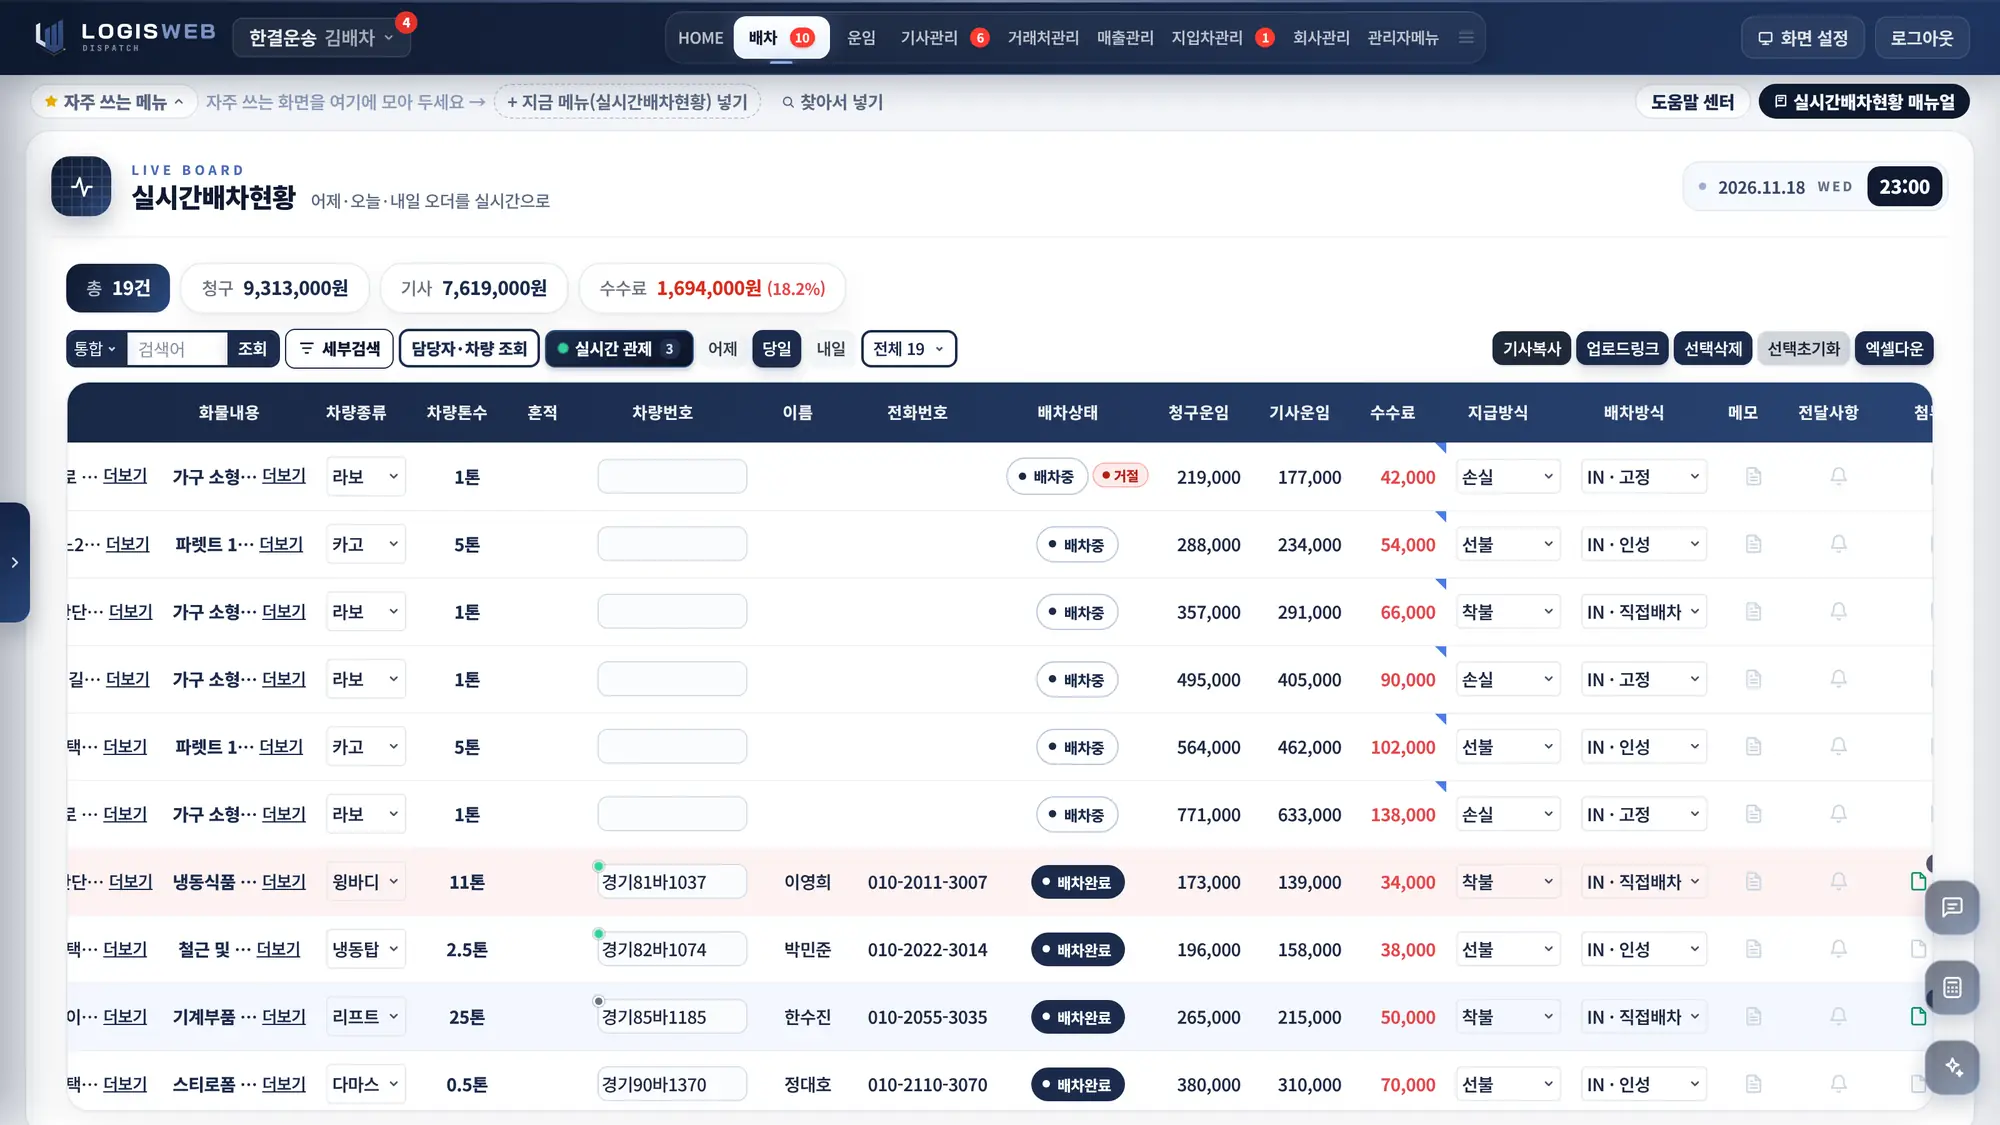 LOGISWEB
DISPATCH
한결운송 김배차
4
HOME 배차 10 운임 기사관리 6 거래처관리 매출관리 지입차관리 1 회사관리 관리자메뉴
화면 설정
로그아웃
자주 쓰는 메뉴 자주 쓰는 화면을 여기에 모아 두세요 → + 지금 메뉴(실시간배차현황) 넣기 찾아서 넣기
도움말 센터 실시간배차현황 매뉴얼
LIVE BOARD
실시간배차현황 어제·오늘·내일 오더를 실시간으로
2026.11.18 WED 23:00
총 19건 청구 9,313,000원 기사 7,619,000원 수수료 1,694,000원 (18.2%)
통합 검색어 조회 세부검색 담당자·차량 조회 실시간 관제 3 어제 당일 내일 전체 19
기사복사 업로드링크 선택삭제 선택초기화 엑셀다운
화물내용 차량종류 차량톤수 혼적 차량번호 이름 전화번호 배차상태 청구운임 기사운임 수수료 지급방식 배차방식 메모 전달사항
로 ··· 더보기 가구 소형··· 더보기 라보 1톤 배차중 거절 219,000 177,000 42,000 손실 IN · 고정
2··· 더보기 파렛트 1··· 더보기 카고 5톤 배차중 288,000 234,000 54,000 선불 IN · 인성
단··· 더보기 가구 소형··· 더보기 라보 1톤 배차중 357,000 291,000 66,000 착불 IN · 직접배차
길··· 더보기 가구 소형··· 더보기 라보 1톤 배차중 495,000 405,000 90,000 손실 IN · 고정
택··· 더보기 파렛트 1··· 더보기 카고 5톤 배차중 564,000 462,000 102,000 선불 IN · 인성
로 ··· 더보기 가구 소형··· 더보기 라보 1톤 배차중 771,000 633,000 138,000 손실 IN · 고정
단··· 더보기 냉동식품 ··· 더보기 윙바디 11톤 경기81바1037 이영희 010-2011-3007 배차완료 173,000 139,000 34,000 착불 IN · 직접배차
택··· 더보기 철근 및 ··· 더보기 냉동탑 2.5톤 경기82바1074 박민준 010-2022-3014 배차완료 196,000 158,000 38,000 선불 IN · 인성
이··· 더보기 기계부품 ··· 더보기 리프트 25톤 경기85바1185 한수진 010-2055-3035 배차완료 265,000 215,000 50,000 착불 IN · 직접배차
택··· 더보기 스티로폼 ··· 더보기 다마스 0.5톤 경기90바1370 정대호 010-2110-3070 배차완료 380,000 310,000 70,000 선불 IN · 인성